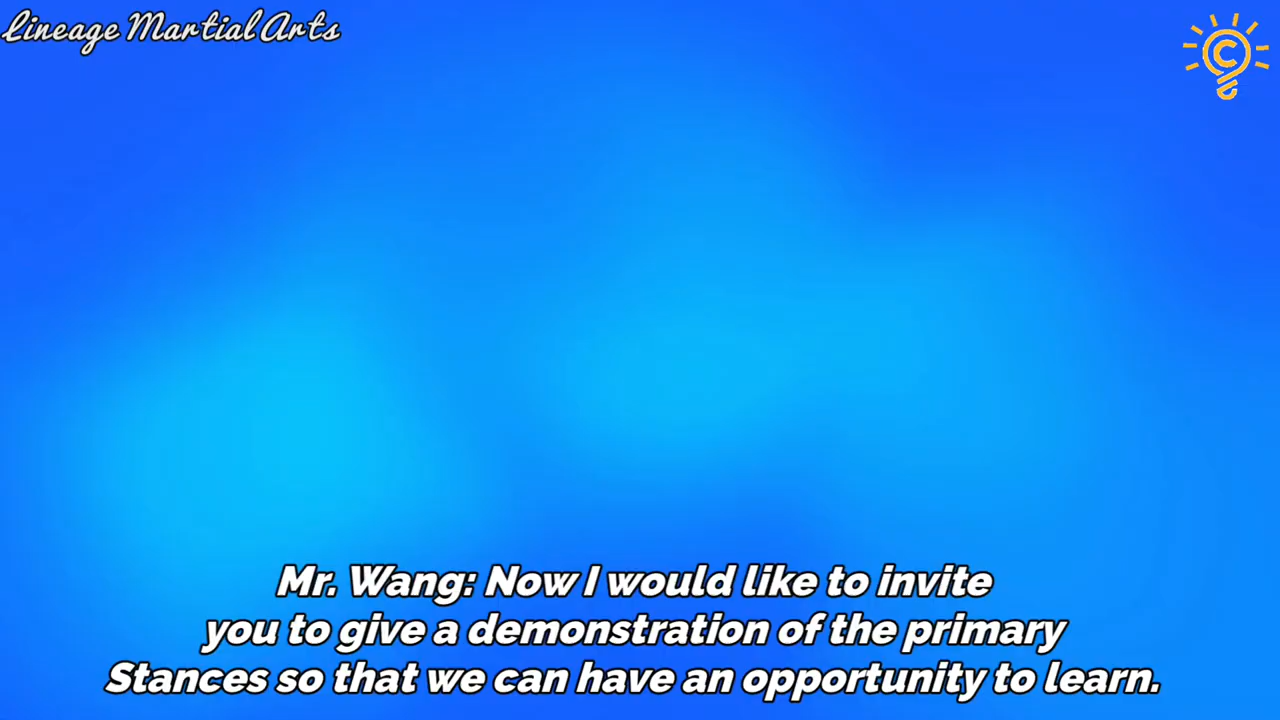 Lineage Martial Arts
Mr. Wang: Now I would like to invite
you to give a demonstration of the primary
Stances so that we can have an opportunity to learn.